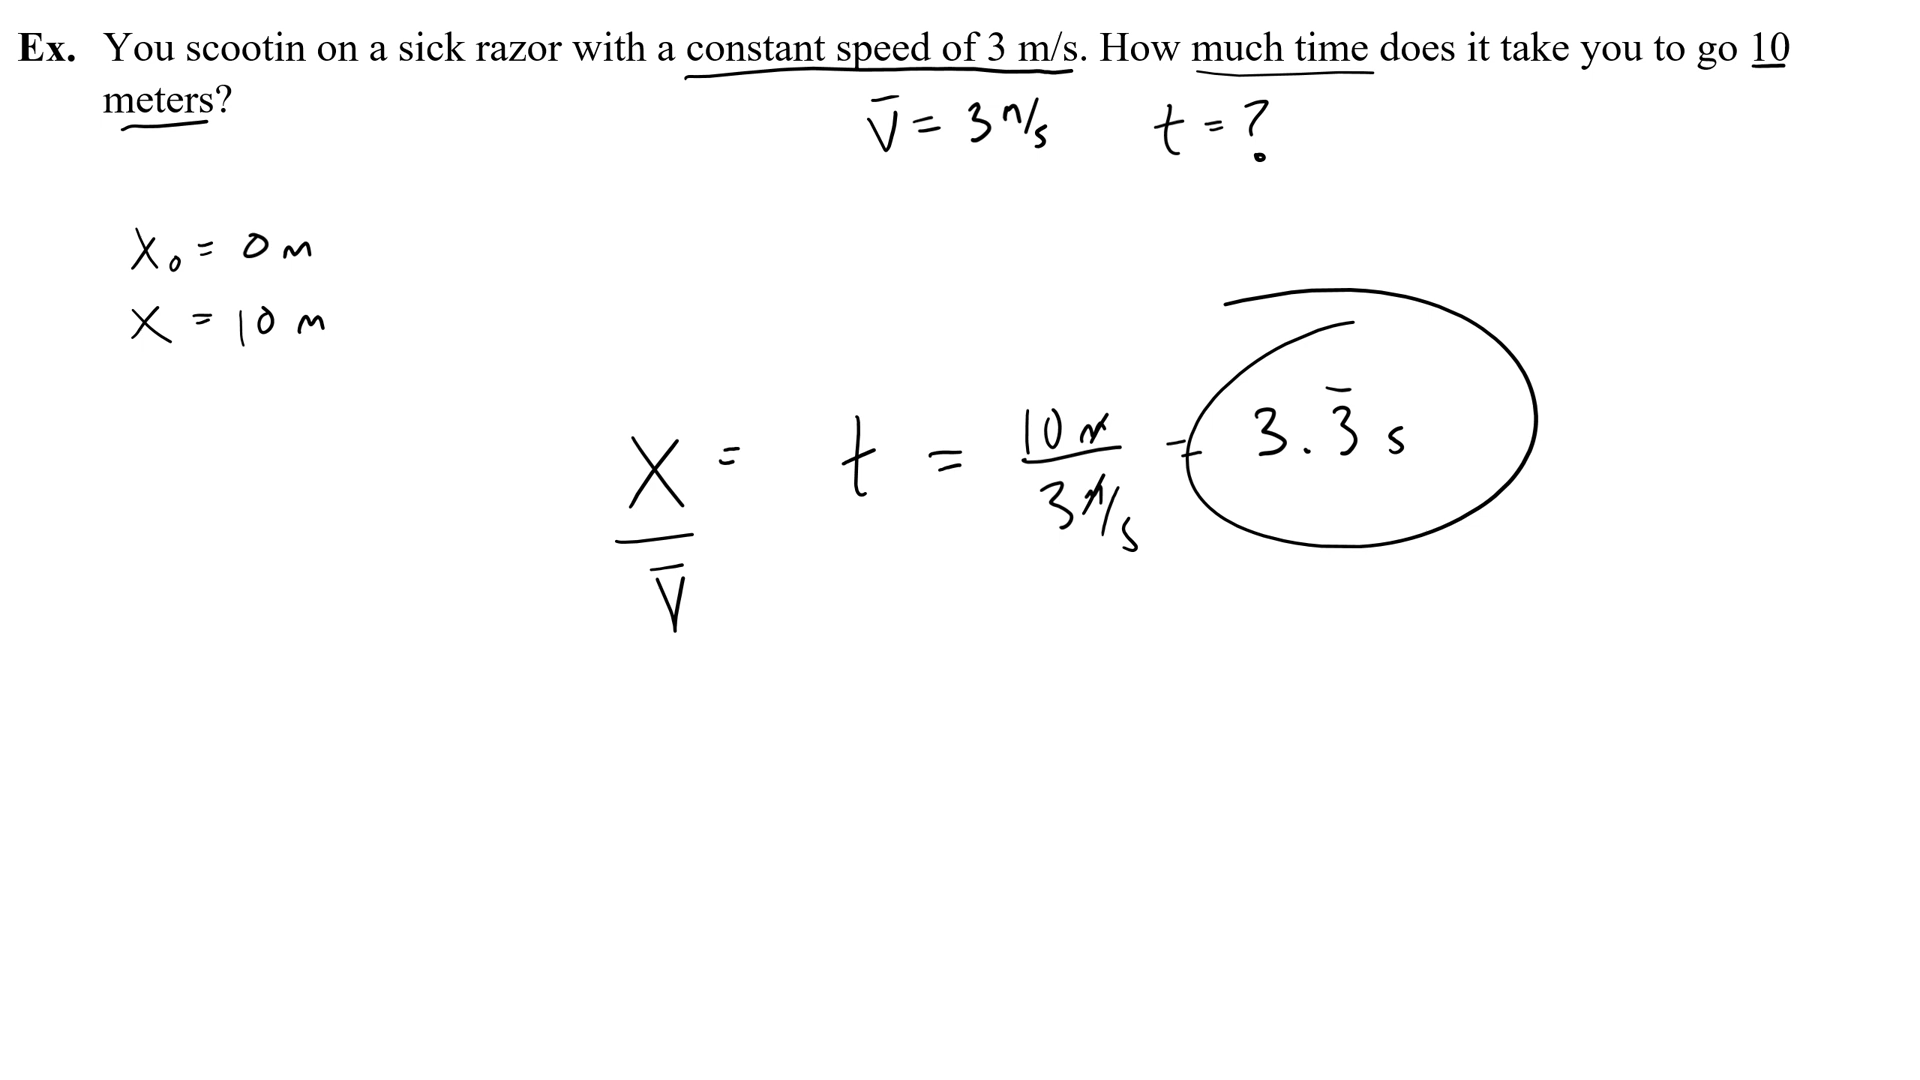 Ex. You scootin on a sick razor with a constant speed of 3 m/s. How much time does it take you to go 10
meters?
v̄ = 3 m/s t = ?
x₀ = 0 m
x = 10 m
x/v̄ = t = 10 m / 3 m/s = 3.3̄ s